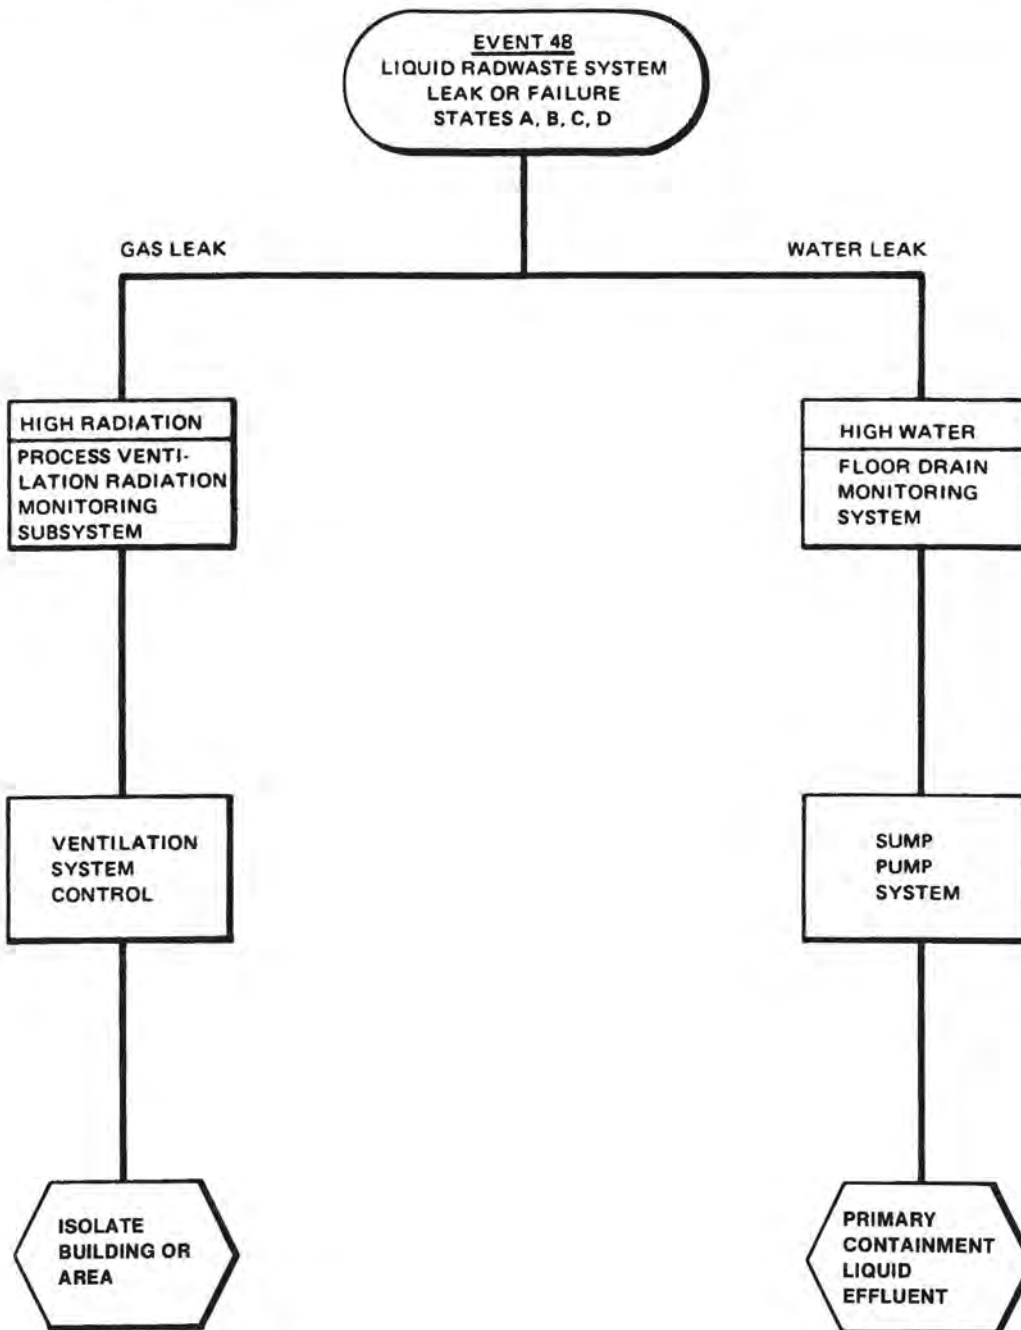 EVENT 48
LIQUID RADWASTE SYSTEM
LEAK OR FAILURE
STATES A, B, C, D
GAS LEAK
WATER LEAK
HIGH RADIATION
PROCESS VENTI-
LATION RADIATION
MONITORING
SUBSYSTEM
HIGH WATER
FLOOR DRAIN
MONITORING
SYSTEM
VENTILATION
SYSTEM
CONTROL
SUMP
PUMP
SYSTEM
ISOLATE
BUILDING OR
AREA
PRIMARY
CONTAINMENT
LIQUID
EFFLUENT